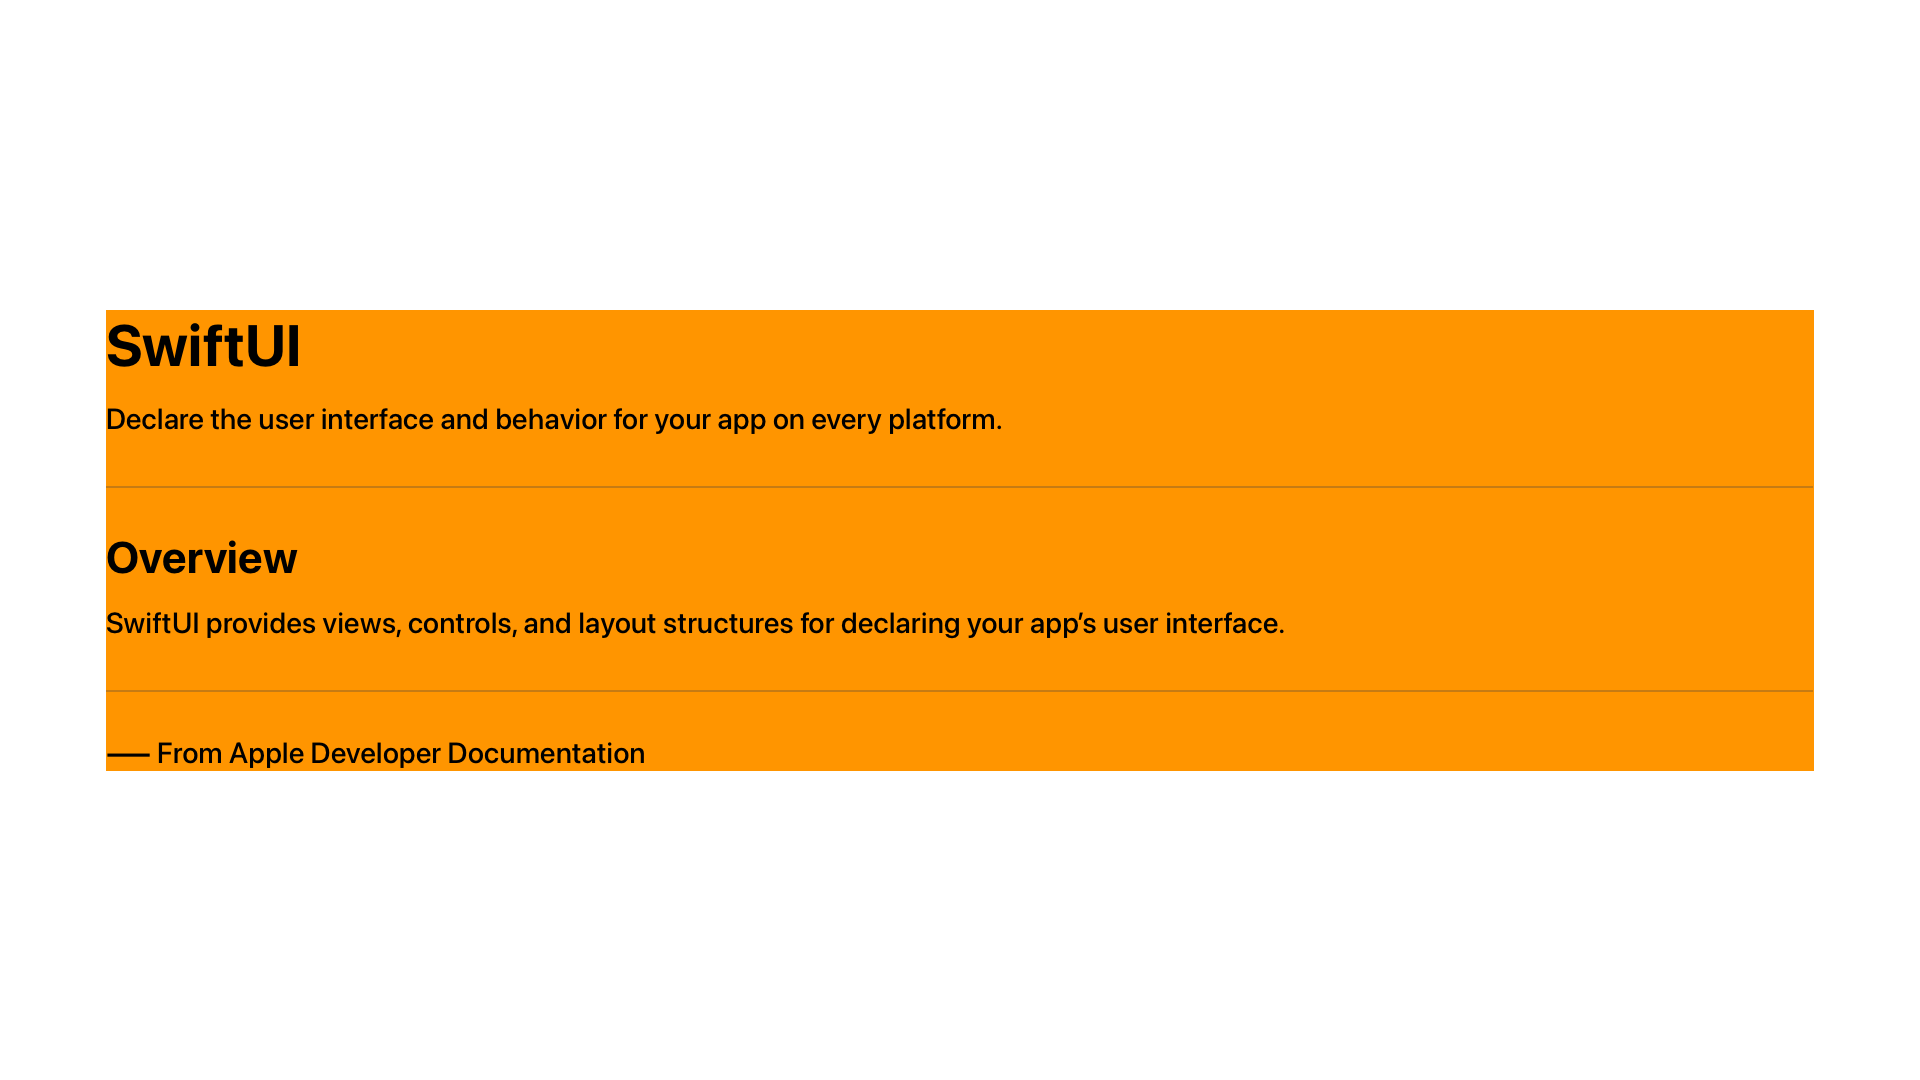 SwiftUI
Declare the user interface and behavior for your app on every platform.
Overview
SwiftUI provides views, controls, and layout structures for declaring your app’s user interface.
⸺ From Apple Developer Documentation